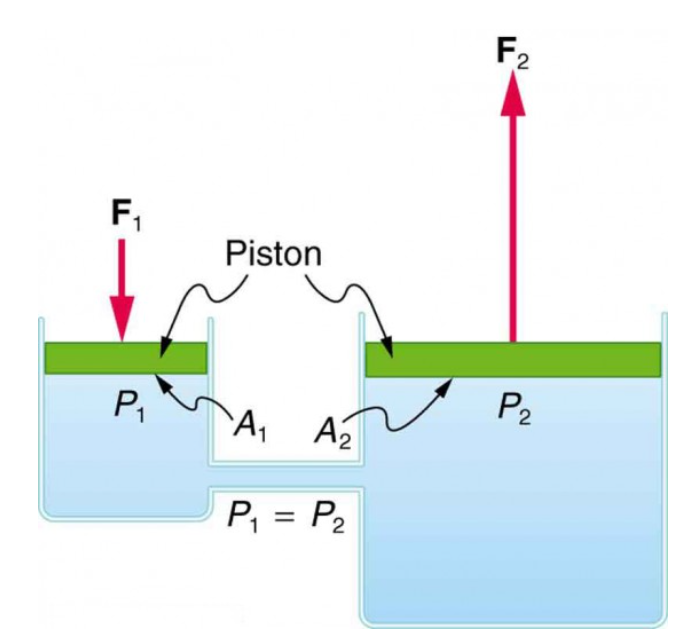 F₂
F₁
Piston
P₁
A₁
A₂
P₂
P₁ = P₂